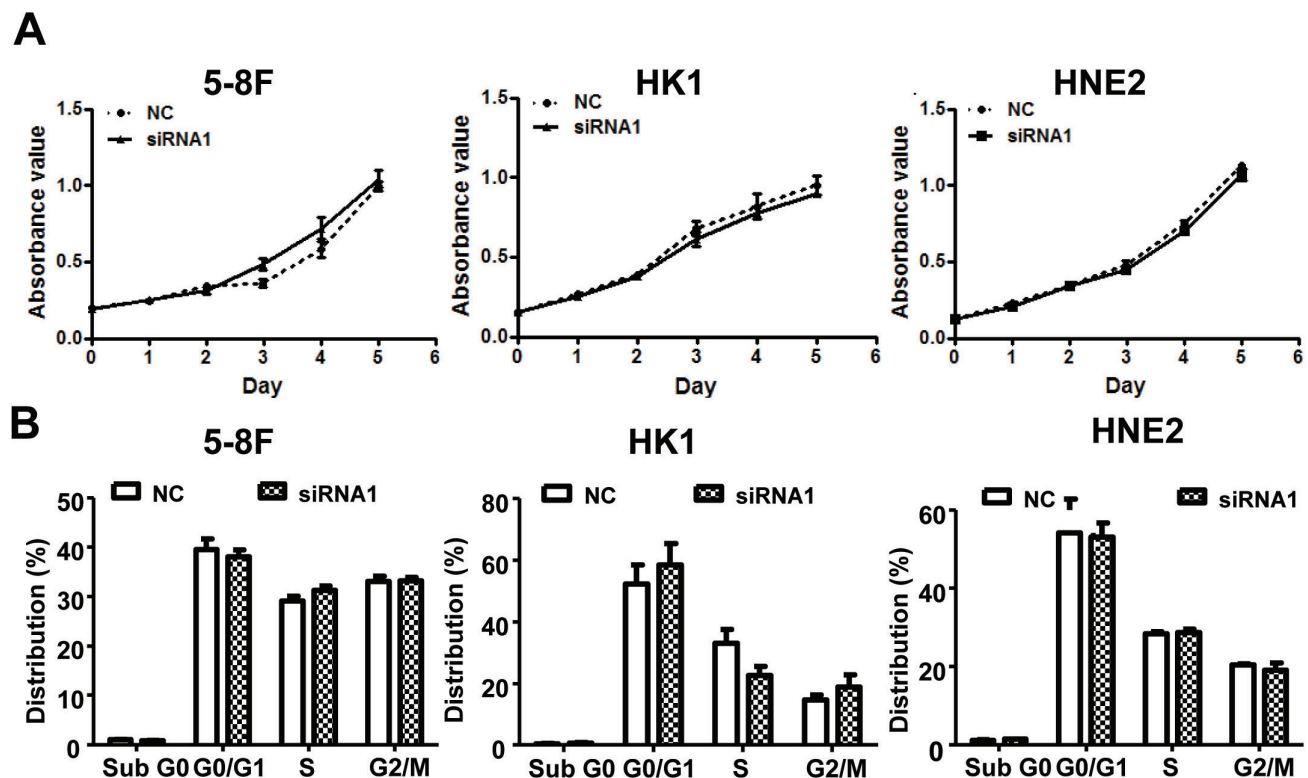 A
5-8F
NC
siRNA1
Absorbance value
1.5
1.0
0.5
0.0
0 1 2 3 4 5 6
Day
HK1
NC
siRNA1
Absorbance value
1.5
1.0
0.5
0.0
0 1 2 3 4 5 6
Day
HNE2
NC
siRNA1
Absorbance value
1.5
1.0
0.5
0.0
0 1 2 3 4 5 6
Day
B
5-8F
NC siRNA1
Distribution (%)
50
40
30
20
10
0
Sub G0 G0/G1 S G2/M
HK1
NC siRNA1
Distribution (%)
80
60
40
20
0
Sub G0 G0/G1 S G2/M
HNE2
NC siRNA1
Distribution (%)
60
40
20
0
Sub G0 G0/G1 S G2/M